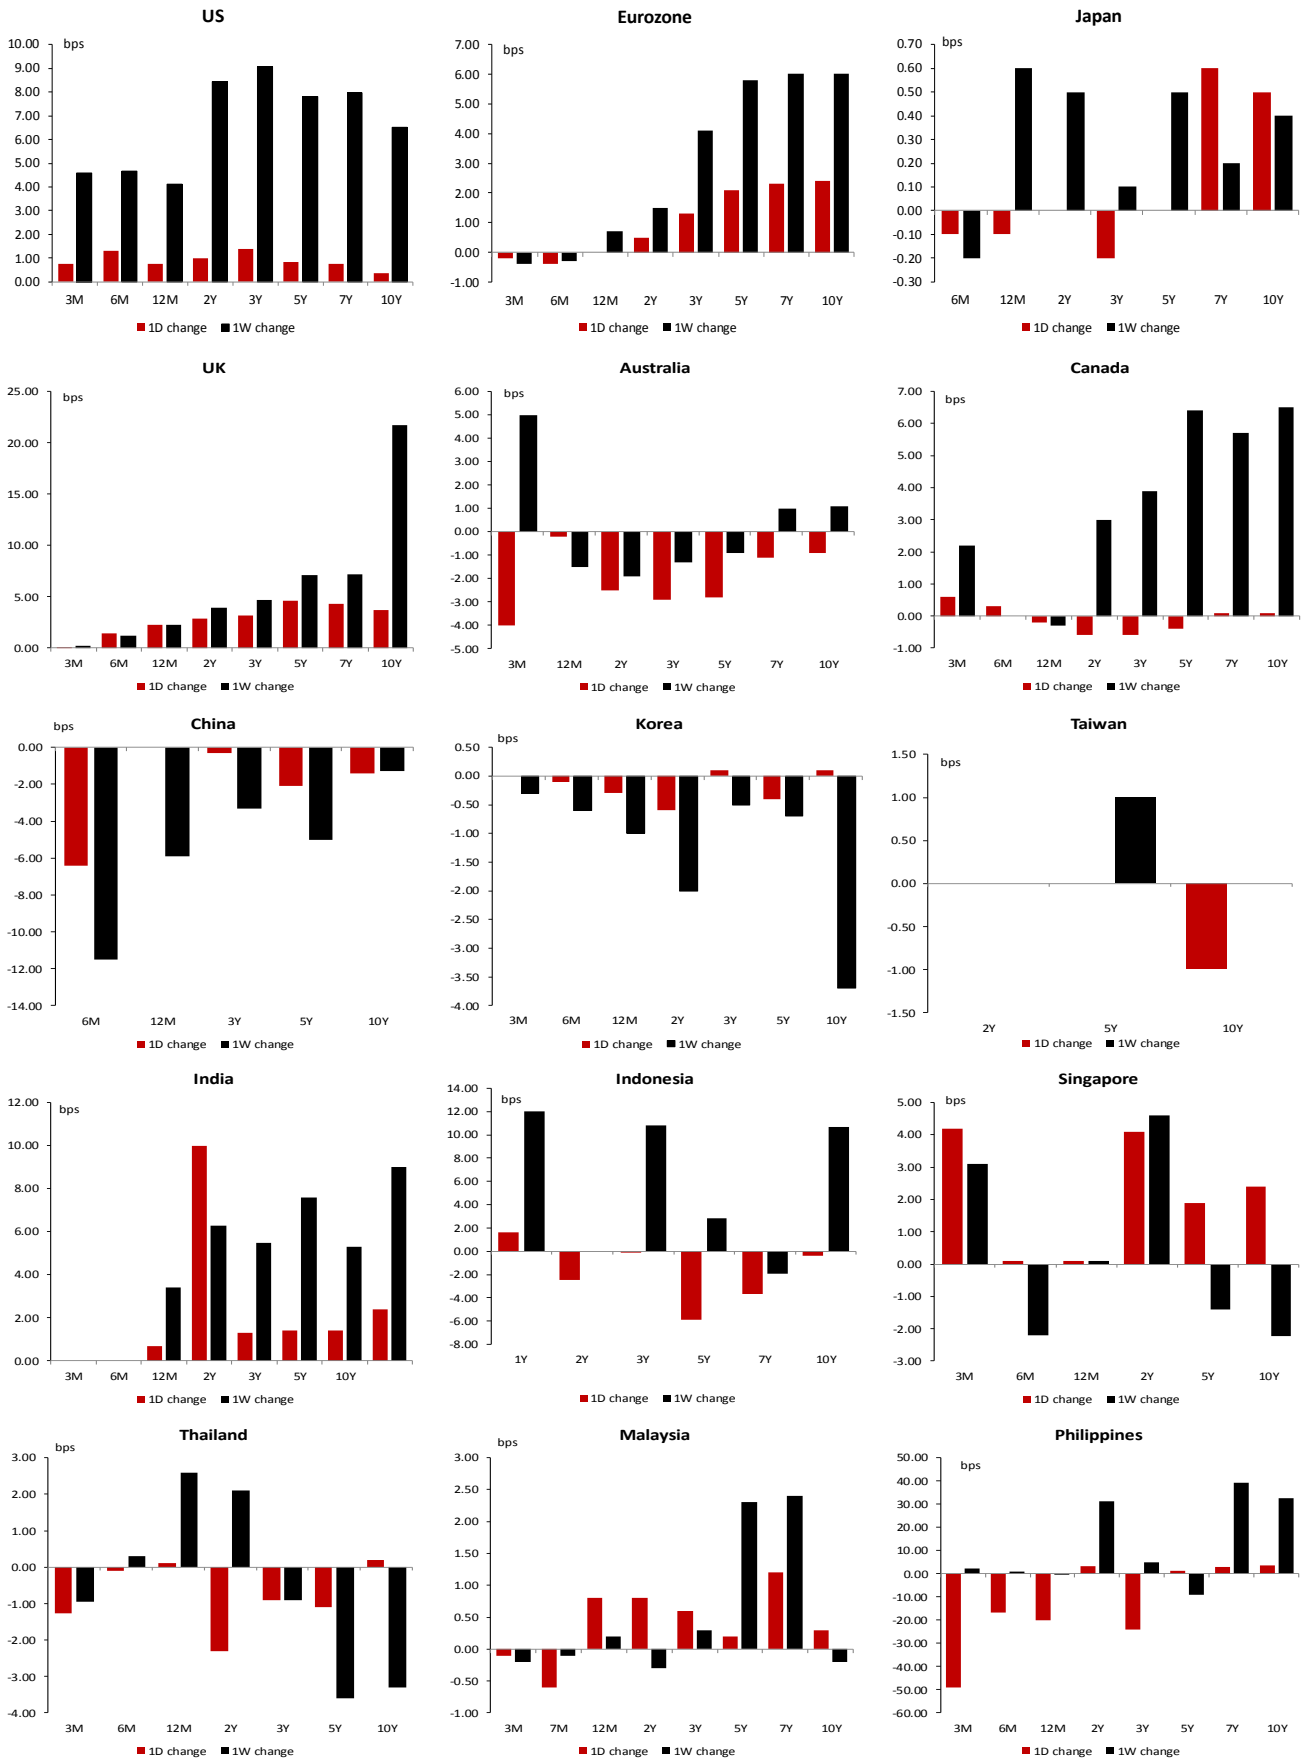 US
bps
10.00
9.00
8.00
7.00
6.00
5.00
4.00
3.00
2.00
1.00
0.00
3M 6M 12M 2Y 3Y 5Y 7Y 10Y
1D change 1W change
Eurozone
bps
7.00
6.00
5.00
4.00
3.00
2.00
1.00
0.00
-1.00
3M 6M 12M 2Y 3Y 5Y 7Y 10Y
1D change 1W change
Japan
bps
0.70
0.60
0.50
0.40
0.30
0.20
0.10
0.00
-0.10
-0.20
-0.30
6M 12M 2Y 3Y 5Y 7Y 10Y
1D change 1W change
UK
bps
25.00
20.00
15.00
10.00
5.00
0.00
3M 6M 12M 2Y 3Y 5Y 7Y 10Y
1D change 1W change
Australia
bps
6.00
5.00
4.00
3.00
2.00
1.00
0.00
-1.00
-2.00
-3.00
-4.00
-5.00
3M 12M 2Y 3Y 5Y 7Y 10Y
1D change 1W change
Canada
bps
7.00
6.00
5.00
4.00
3.00
2.00
1.00
0.00
-1.00
3M 6M 12M 2Y 3Y 5Y 7Y 10Y
1D change 1W change
China
bps
0.00
-2.00
-4.00
-6.00
-8.00
-10.00
-12.00
-14.00
6M 12M 3Y 5Y 10Y
1D change 1W change
Korea
bps
0.50
0.00
-0.50
-1.00
-1.50
-2.00
-2.50
-3.00
-3.50
-4.00
3M 6M 12M 2Y 3Y 5Y 10Y
1D change 1W change
Taiwan
bps
1.50
1.00
0.50
0.00
-0.50
-1.00
-1.50
2Y 5Y 10Y
1D change 1W change
India
bps
12.00
10.00
8.00
6.00
4.00
2.00
0.00
3M 6M 12M 2Y 3Y 5Y 10Y
1D change 1W change
Indonesia
bps
14.00
12.00
10.00
8.00
6.00
4.00
2.00
0.00
-2.00
-4.00
-6.00
-8.00
1Y 2Y 3Y 5Y 7Y 10Y
1D change 1W change
Singapore
bps
5.00
4.00
3.00
2.00
1.00
0.00
-1.00
-2.00
-3.00
3M 6M 12M 2Y 5Y 10Y
1D change 1W change
Thailand
bps
3.00
2.00
1.00
0.00
-1.00
-2.00
-3.00
-4.00
3M 6M 12M 2Y 3Y 5Y 10Y
1D change 1W change
Malaysia
bps
3.00
2.50
2.00
1.50
1.00
0.50
0.00
-0.50
-1.00
3M 7M 12M 2Y 3Y 5Y 7Y 10Y
1D change 1W change
Philippines
bps
50.00
40.00
30.00
20.00
10.00
0.00
-10.00
-20.00
-30.00
-40.00
-50.00
-60.00
3M 6M 12M 2Y 3Y 5Y 7Y 10Y
1D change 1W change